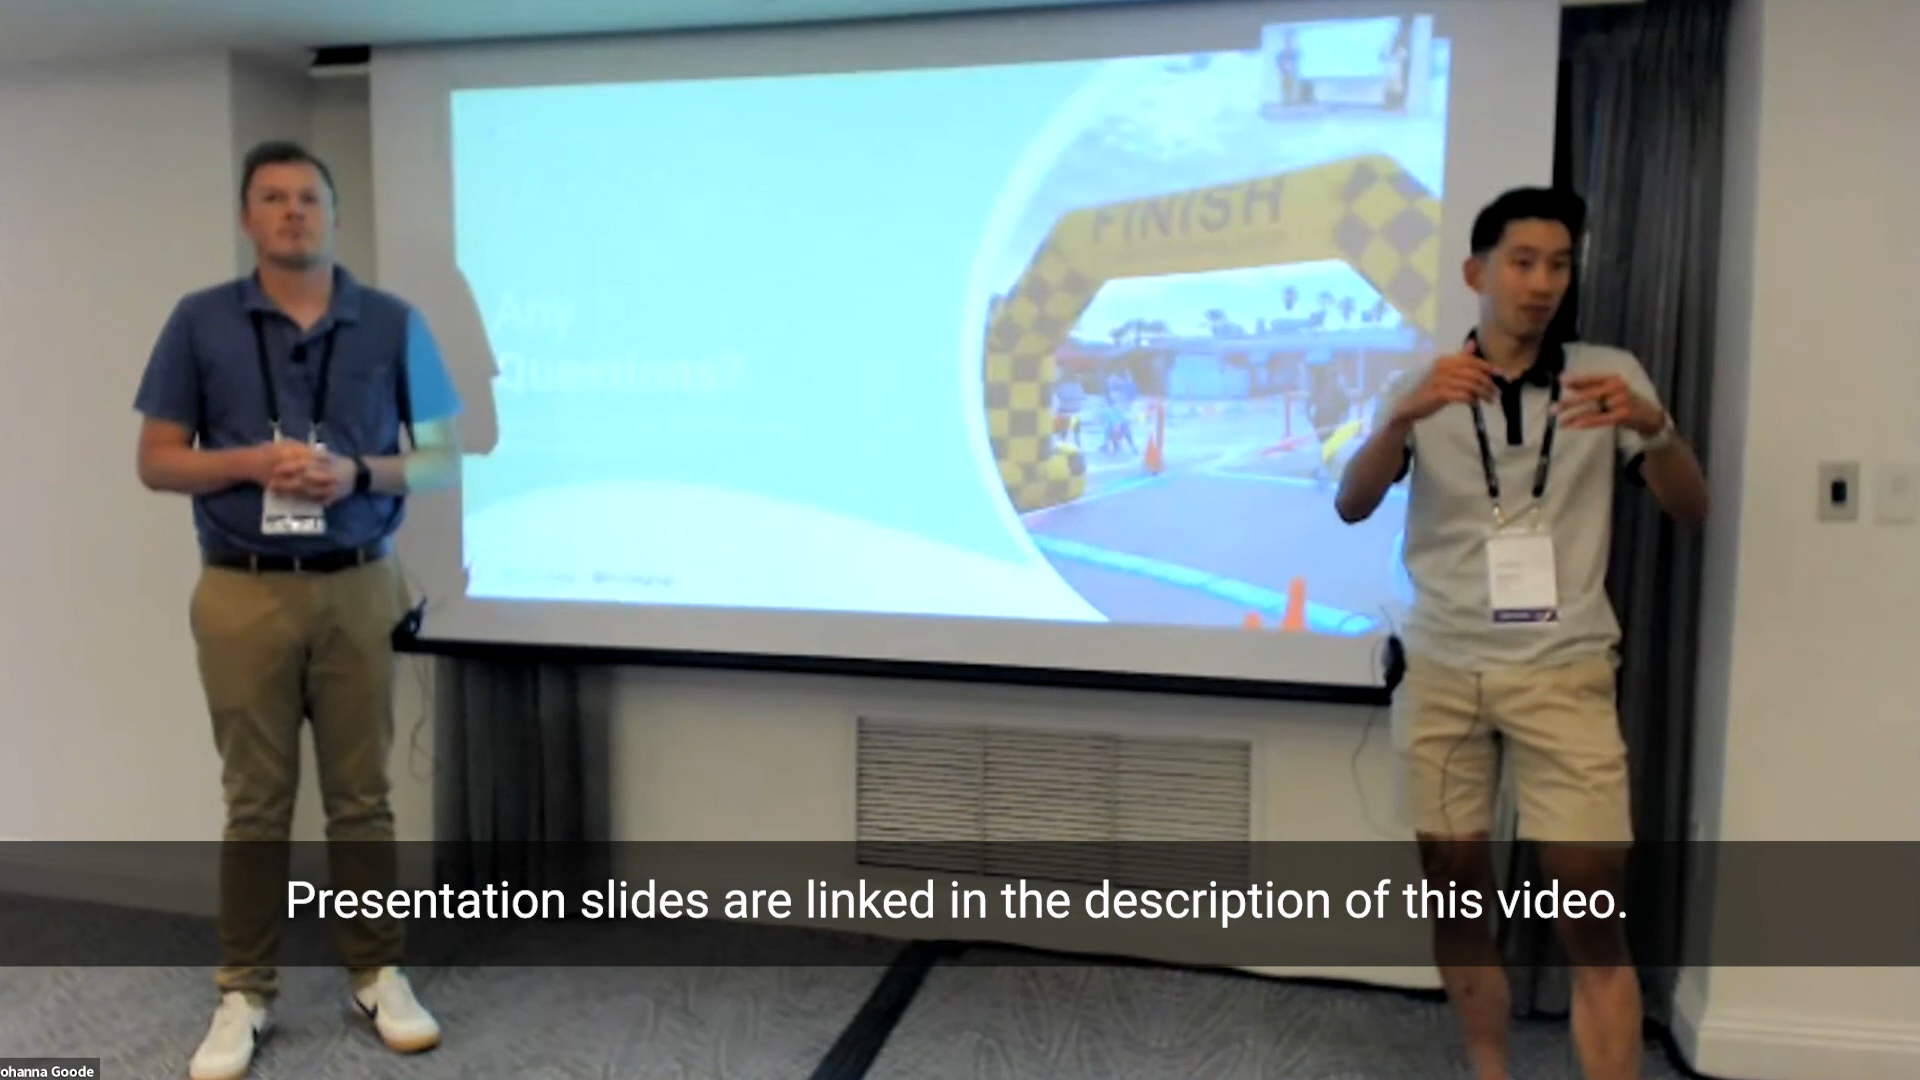 FINISH
Any
Questions?
Presentation slides are linked in the description of this video.
ohanna Goode